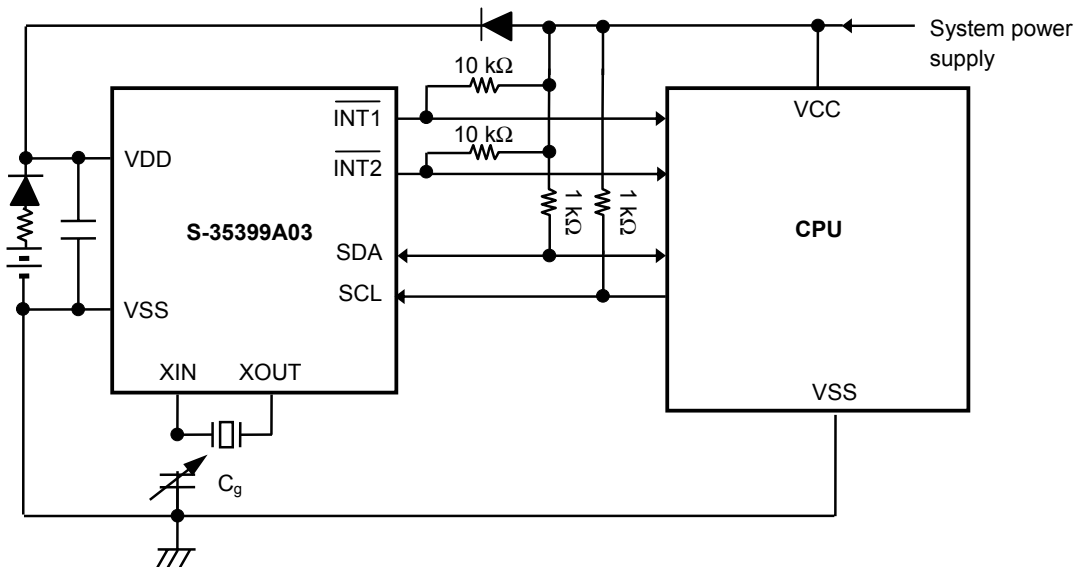 System power
supply
10 kΩ
INT1
VCC
10 kΩ
VDD
INT2
1 kΩ
1 kΩ
S-35399A03
CPU
SDA
SCL
VSS
XIN
XOUT
VSS
Cg